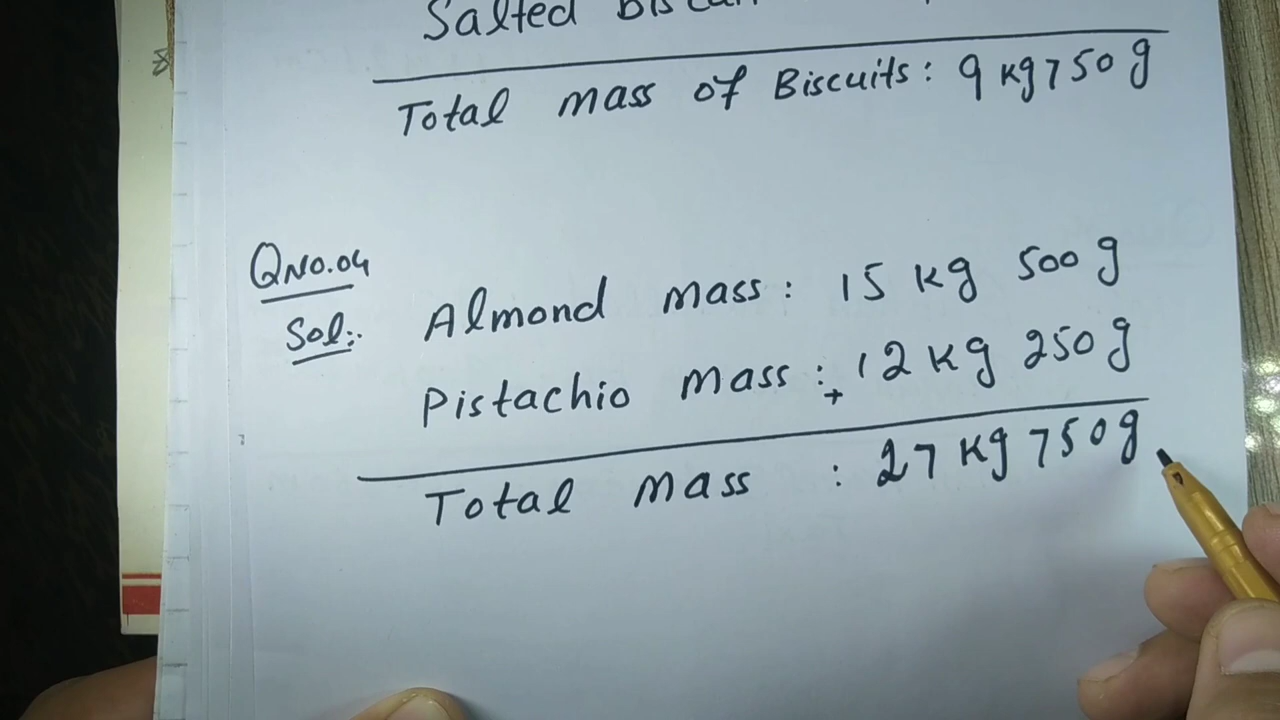 Salted
Total mass of Biscuits: 9 kg 750 g
QNO.04
Sol:. Almond mass: 15 kg 500 g
Pistachio mass: + 12 kg 250 g
Total mass : 27 kg 750 g